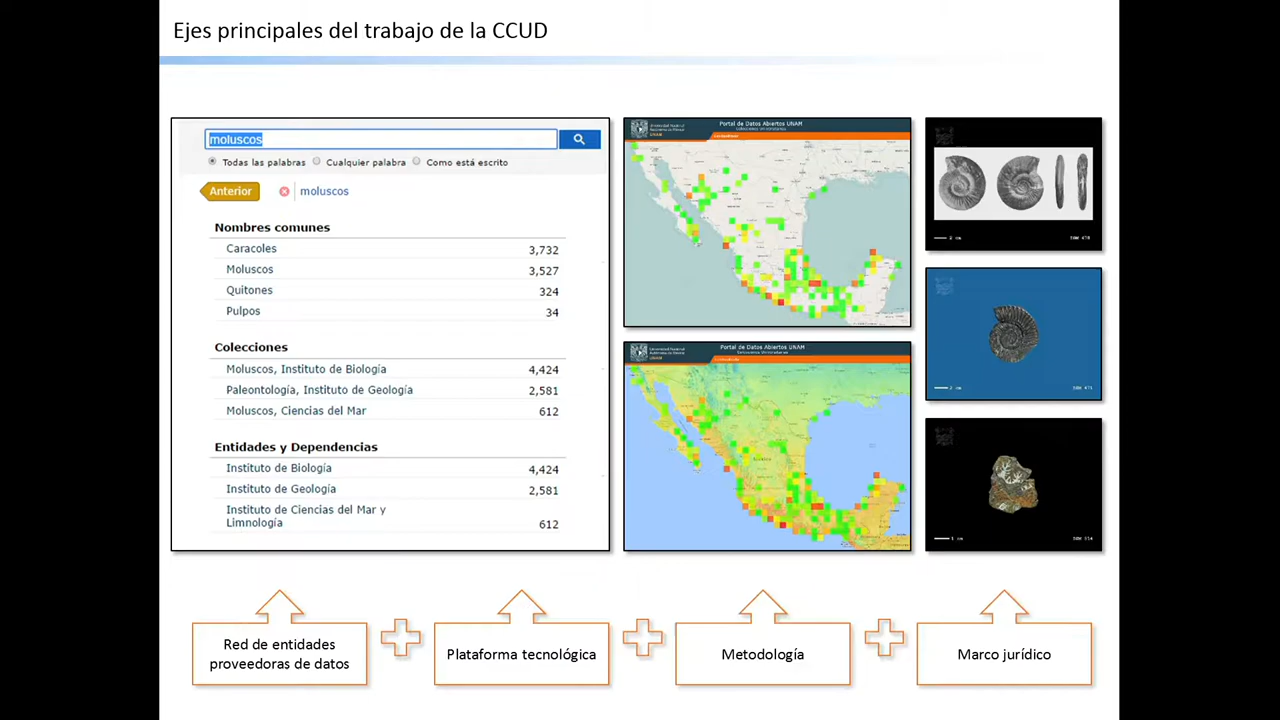 Ejes principales del trabajo de la CCUD
moluscos
Todas las palabras Cualquier palabra Como está escrito
Anterior moluscos
Nombres comunes
Caracoles 3,732
Moluscos 3,527
Quitones 324
Pulpos 34
Colecciones
Moluscos, Instituto de Biología 4,424
Paleontología, Instituto de Geología 2,581
Moluscos, Ciencias del Mar 612
Entidades y Dependencias
Instituto de Biología 4,424
Instituto de Geología 2,581
Instituto de Ciencias del Mar y
Limnología 612
Portal de Datos Abiertos UNAM
UNAM
Portal de Datos Abiertos UNAM
UNAM
Red de entidades
proveedoras de datos
Plataforma tecnológica
Metodología
Marco jurídico